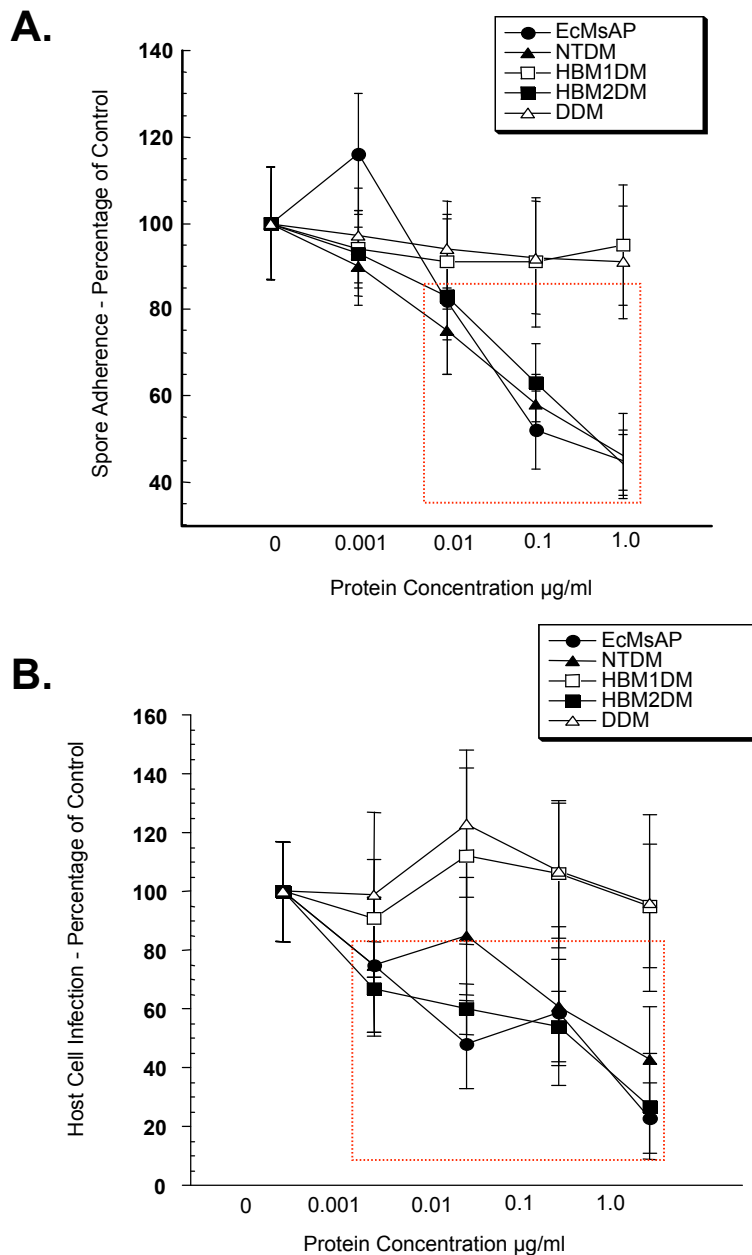 A.
EcMsAP
NTDM
HBM1DM
HBM2DM
DDM
140
120
100
80
60
40
Spore Adherence - Percentage of Control
0 0.001 0.01 0.1 1.0
Protein Concentration µg/ml
B.
EcMsAP
NTDM
HBM1DM
HBM2DM
DDM
160
140
120
100
80
60
40
20
0
Host Cell Infection - Percentage of Control
0 0.001 0.01 0.1 1.0
Protein Concentration µg/ml